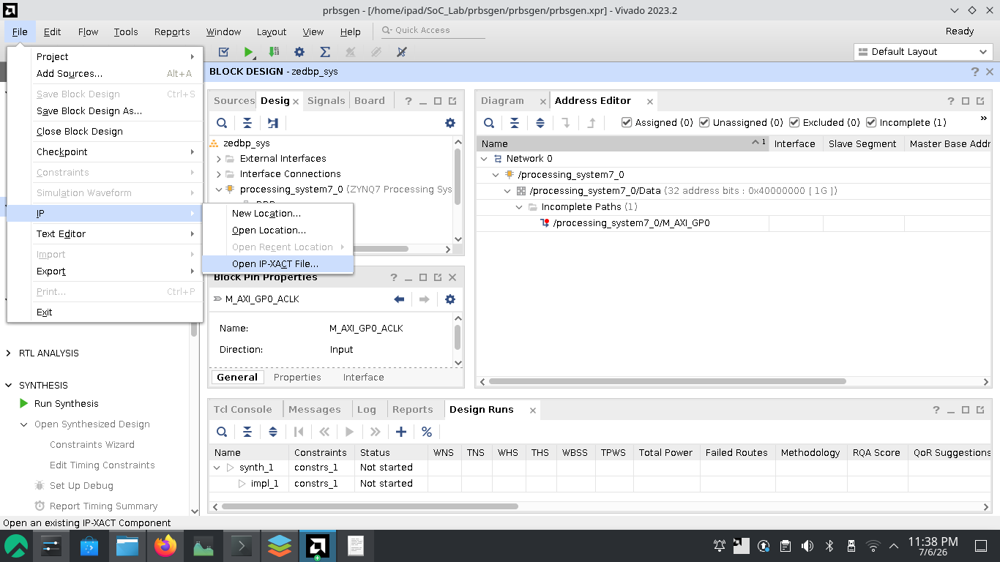 prbsgen - [/home/ipad/SoC_Lab/prbsgen/prbsgen/prbsgen.xpr] - Vivado 2023.2
File Edit Flow Tools Reports Window Layout View Help Quick Access Ready
Default Layout
Project
Add Sources... Alt+A
Save Block Design Ctrl+S
Save Block Design As...
Close Block Design
Checkpoint
Constraints
Simulation Waveform
IP
Text Editor
Import
Export
Print... Ctrl+P
Exit
New Location...
Open Location...
Open Recent Location
Open IP-XACT File...
RTL ANALYSIS
SYNTHESIS
Run Synthesis
Open Synthesized Design
Constraints Wizard
Edit Timing Constraints
Set Up Debug
Report Timing Summary
BLOCK DESIGN - zedbp_sys
Sources Desig Signals Board
zedbp_sys
External Interfaces
Interface Connections
processing_system7_0 (ZYNQ7 Processing Sys
Block Pin Properties
M_AXI_GP0_ACLK
Name: M_AXI_GP0_ACLK
Direction: Input
General Properties Interface
Diagram Address Editor
Assigned (0) Unassigned (0) Excluded (0) Incomplete (1)
Name 1 Interface Slave Segment Master Base Addr
Network 0
/processing_system7_0
/processing_system7_0/Data (32 address bits : 0x40000000 [ 1G ])
Incomplete Paths (1)
/processing_system7_0/M_AXI_GP0
Tcl Console Messages Log Reports Design Runs
Name Constraints Status WNS TNS WHS THS WBSS TPWS Total Power Failed Routes Methodology RQA Score QoR Suggestions
synth_1 constrs_1 Not started
impl_1 constrs_1 Not started
Open an existing IP-XACT Component
11:38 PM
7/6/26